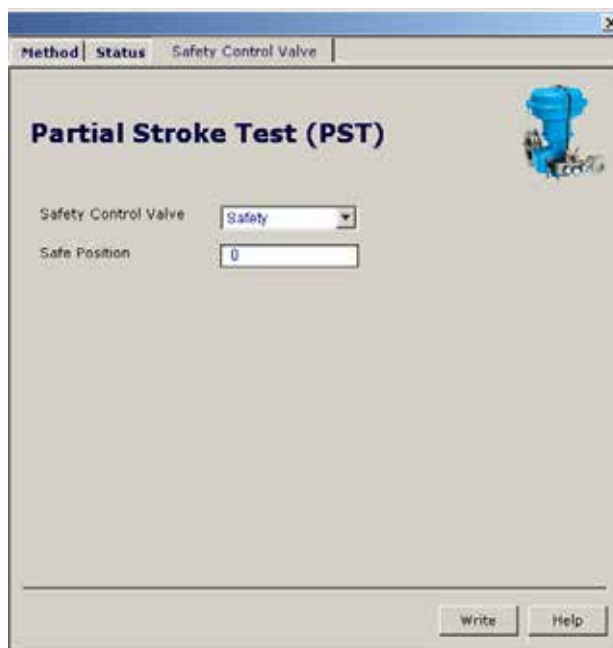 Method Status Safety Control Valve
Partial Stroke Test (PST)
Safety Control Valve Safety
Safe Position 0
Write Help